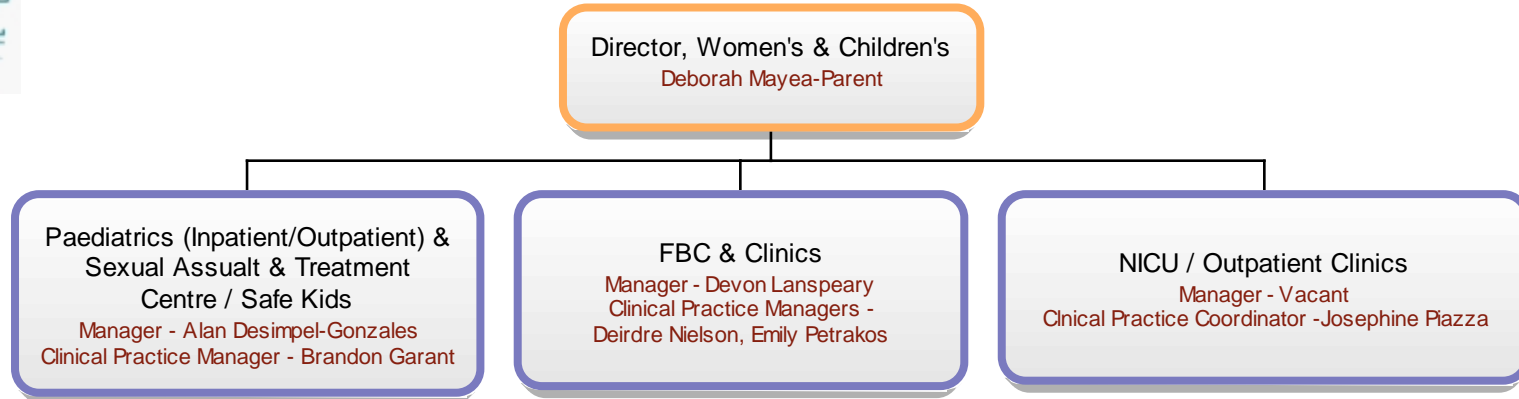 Director, Women's & Children's
Deborah Mayea-Parent
Paediatrics (Inpatient/Outpatient) &
Sexual Assualt & Treatment
Centre / Safe Kids
Manager - Alan Desimpel-Gonzales
Clinical Practice Manager - Brandon Garant
FBC & Clinics
Manager - Devon Lanspeary
Clinical Practice Managers -
Deirdre Nielson, Emily Petrakos
NICU / Outpatient Clinics
Manager - Vacant
Clnical Practice Coordinator -Josephine Piazza